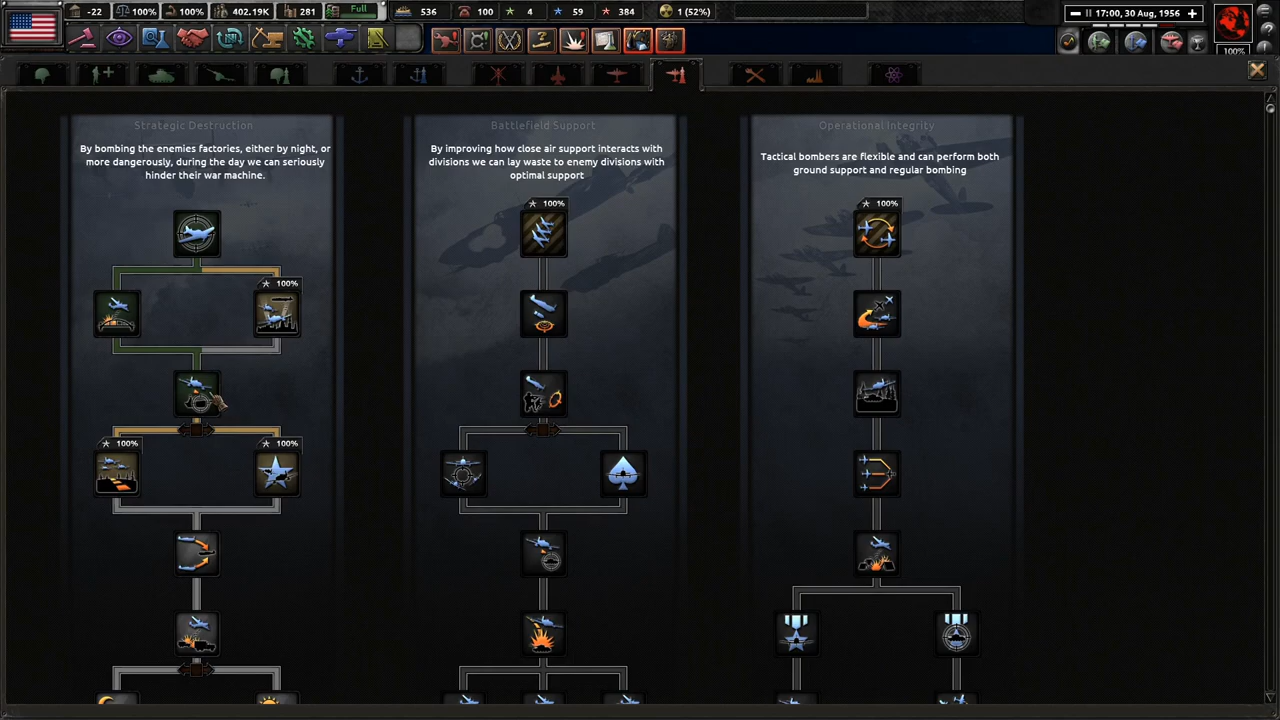 -22
100%
100%
402.19K
281
Full
536
100
4
59
384
1 (52%)
17:00, 30 Aug, 1956
100%
Strategic Destruction
By bombing the enemies factories, either by night, or
more dangerously, during the day we can seriously
hinder their war machine.
100%
100%
100%
Battlefield Support
By improving how close air support interacts with
divisions we can lay waste to enemy divisions with
optimal support
100%
Operational Integrity
Tactical bombers are flexible and can perform both
ground support and regular bombing
100%